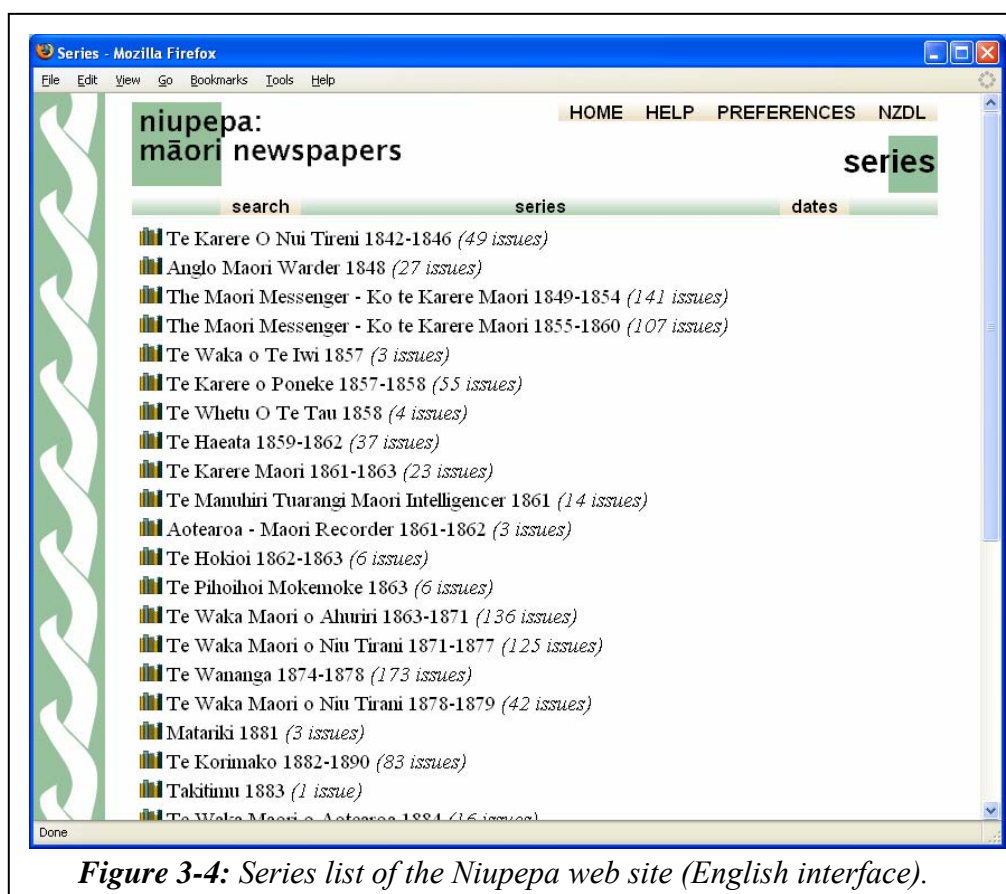 Series - Mozilla Firefox
File Edit View Go Bookmarks Tools Help
niupepa:
māori newspapers
HOME HELP PREFERENCES NZDL
series
search series dates
Te Karere O Nui Tireni 1842-1846 (49 issues)
Anglo Maori Warder 1848 (27 issues)
The Maori Messenger - Ko te Karere Maori 1849-1854 (141 issues)
The Maori Messenger - Ko te Karere Maori 1855-1860 (107 issues)
Te Waka o Te Iwi 1857 (3 issues)
Te Karere o Poneke 1857-1858 (55 issues)
Te Whetu O Te Tau 1858 (4 issues)
Te Haeata 1859-1862 (37 issues)
Te Karere Maori 1861-1863 (23 issues)
Te Manuhiri Tuarangi Maori Intelligencer 1861 (14 issues)
Aotearoa - Maori Recorder 1861-1862 (3 issues)
Te Hokioi 1862-1863 (6 issues)
Te Pihoihoi Mokemoke 1863 (6 issues)
Te Waka Maori o Ahuriri 1863-1871 (136 issues)
Te Waka Maori o Niu Tirani 1871-1877 (125 issues)
Te Wananga 1874-1878 (173 issues)
Te Waka Maori o Niu Tirani 1878-1879 (42 issues)
Matariki 1881 (3 issues)
Te Korimako 1882-1890 (83 issues)
Takitimu 1883 (1 issue)
Te Waka Maori o Aotearoa 1884 (16 issues)
Done
Figure 3-4: Series list of the Niupepa web site (English interface).